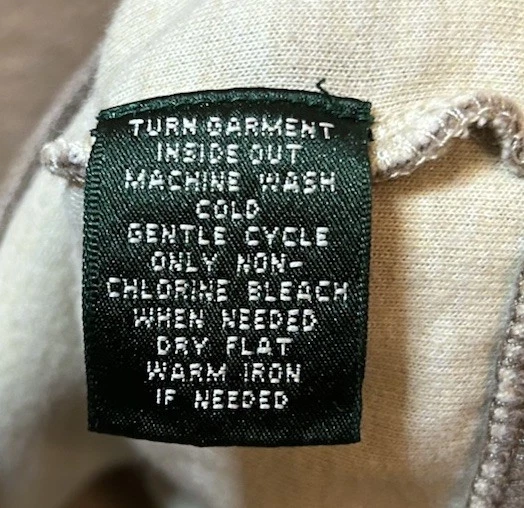 TURN GARMENT
INSIDE OUT
MACHINE WASH
COLD
GENTLE CYCLE
ONLY NON-
CHLORINE BLEACH
WHEN NEEDED
DRY FLAT
WARM IRON
IF NEEDED